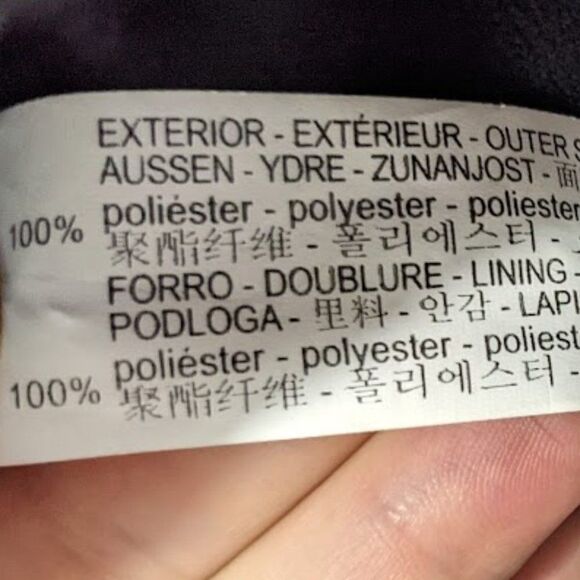 EXTERIOR - EXTÉRIEUR - OUTER
AUSSEN - YDRE - ZUNANJOST - 面
100% poliéster - polyester - poliester
聚酯纤维 - 폴리에스터 -
FORRO - DOUBLURE - LINING -
PODLOGA - 里料 - 안감 - LAPI
100% poliéster - polyester - poliest
聚酯纤维 - 폴리에스터 -